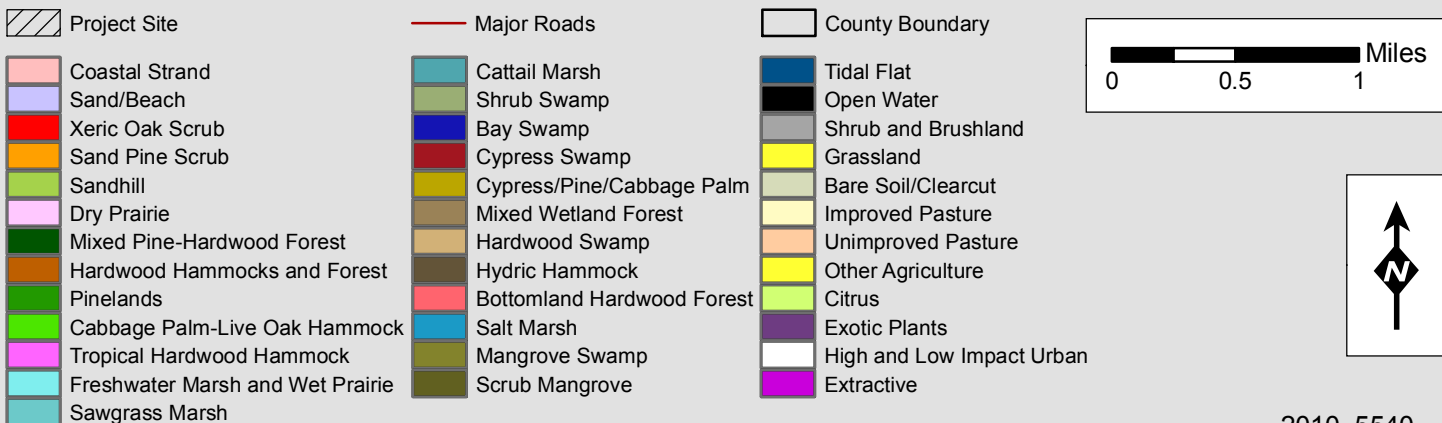 Project Site
Major Roads
County Boundary
Coastal Strand
Sand/Beach
Xeric Oak Scrub
Sand Pine Scrub
Sandhill
Dry Prairie
Mixed Pine-Hardwood Forest
Hardwood Hammocks and Forest
Pinelands
Cabbage Palm-Live Oak Hammock
Tropical Hardwood Hammock
Freshwater Marsh and Wet Prairie
Sawgrass Marsh
Cattail Marsh
Shrub Swamp
Bay Swamp
Cypress Swamp
Cypress/Pine/Cabbage Palm
Mixed Wetland Forest
Hardwood Swamp
Hydric Hammock
Bottomland Hardwood Forest
Salt Marsh
Mangrove Swamp
Scrub Mangrove
Tidal Flat
Open Water
Shrub and Brushland
Grassland
Bare Soil/Clearcut
Improved Pasture
Unimproved Pasture
Other Agriculture
Citrus
Exotic Plants
High and Low Impact Urban
Extractive
Miles
0 0.5 1
N